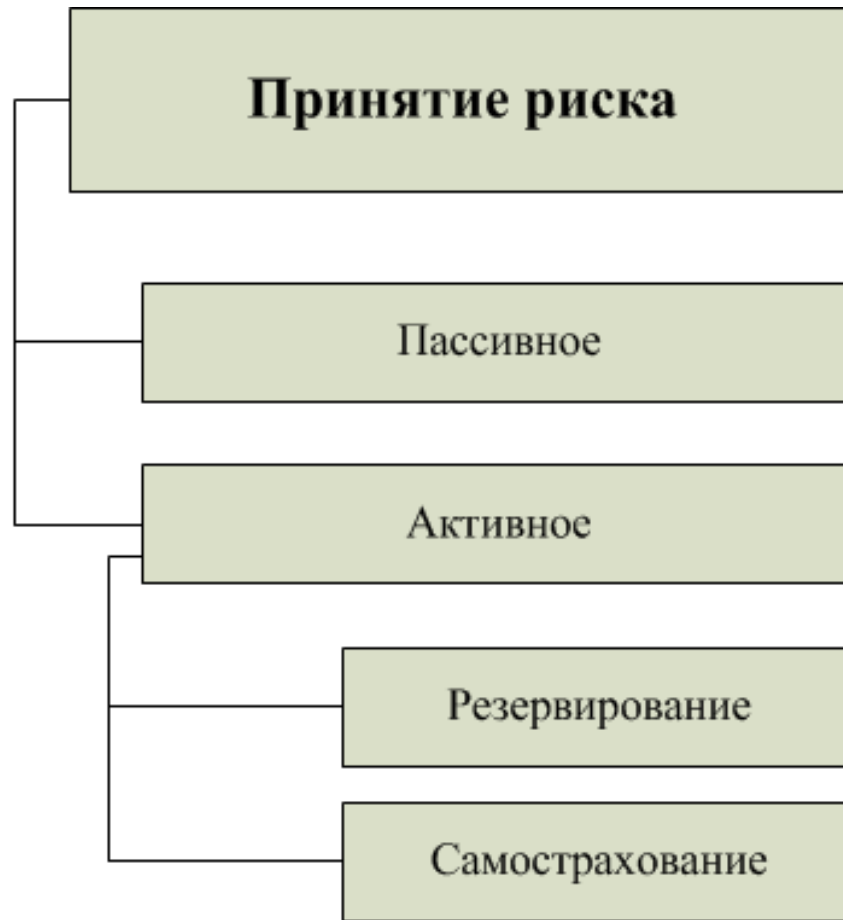 Принятие риска
Пассивное
Активное
Резервирование
Самострахование